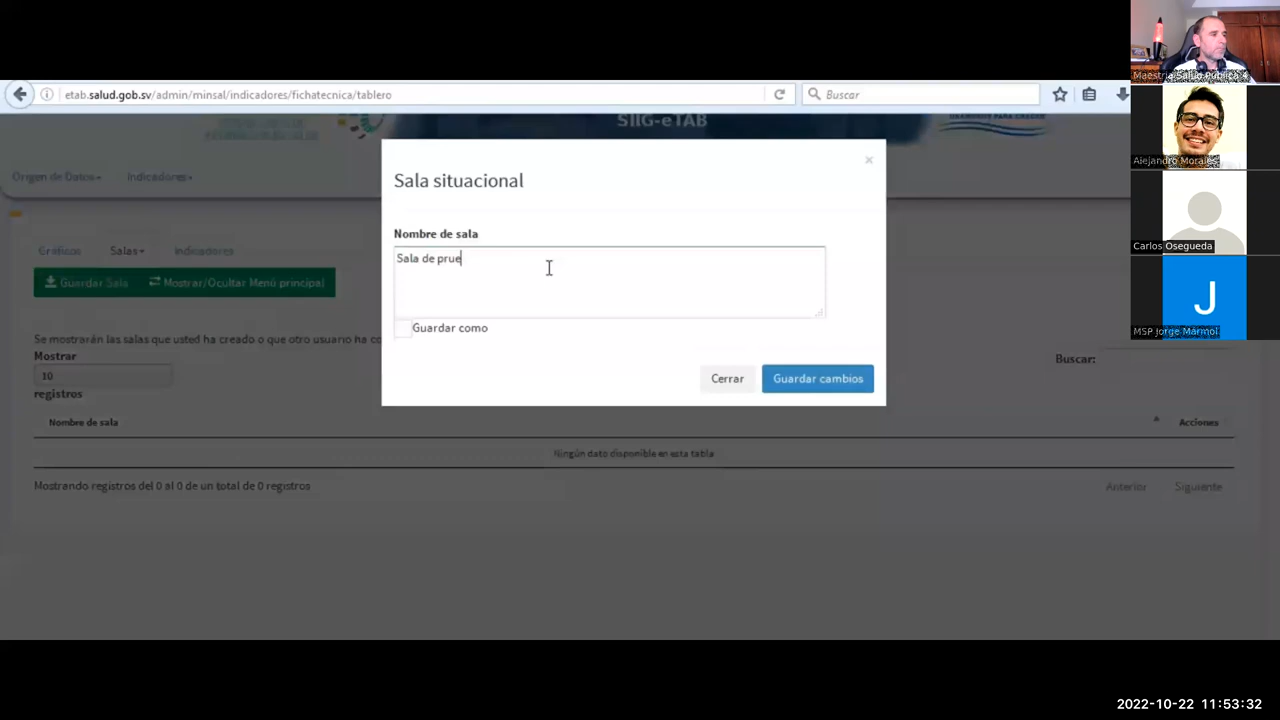 etab.salud.gob.sv/admin/minsal/indicadores/fichatecnica/tablero
Buscar
SIIG-eTAB
Origen de Datos
Indicadores
Sala situacional
×
Nombre de sala
Sala de prue
Guardar como
Cerrar
Guardar cambios
Gráficos
Salas
Indicadores
Guardar Sala
Mostrar/Ocultar Menú principal
Se mostrarán las salas que usted ha creado o que otro usuario ha co
Mostrar
10
registros
Buscar:
Nombre de sala
Acciones
Ningún dato disponible en esta tabla
Mostrando registros del 0 al 0 de un total de 0 registros
Anterior
Siguiente
Maestría Salud Pública 4
Alejandro Morales
Carlos Osegueda
J
MSP Jorge Mármol
2022-10-22 11:53:32